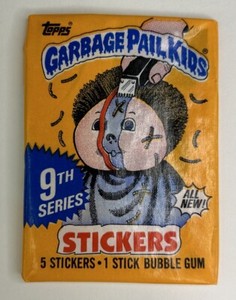 Topps
GARBAGE PAIL KIDS
9TH
SERIES
ALL
NEW!
STICKERS
5 STICKERS • 1 STICK BUBBLE GUM